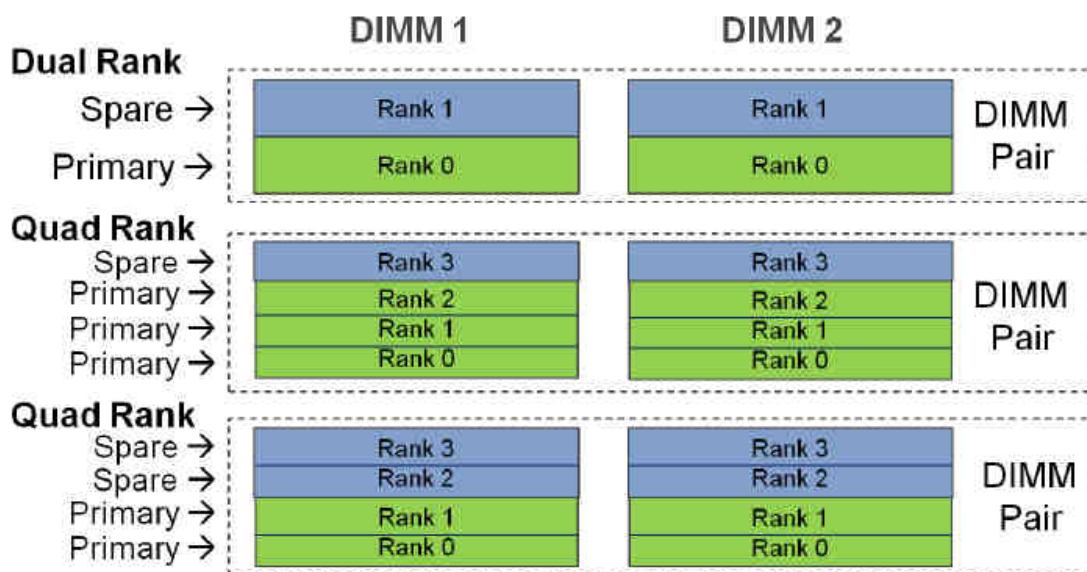 DIMM 1 DIMM 2
Dual Rank
Spare → Rank 1 Rank 1 DIMM
Primary → Rank 0 Rank 0 Pair
Quad Rank
Spare → Rank 3 Rank 3
Primary → Rank 2 Rank 2 DIMM
Primary → Rank 1 Rank 1 Pair
Primary → Rank 0 Rank 0
Quad Rank
Spare → Rank 3 Rank 3
Spare → Rank 2 Rank 2 DIMM
Primary → Rank 1 Rank 1 Pair
Primary → Rank 0 Rank 0